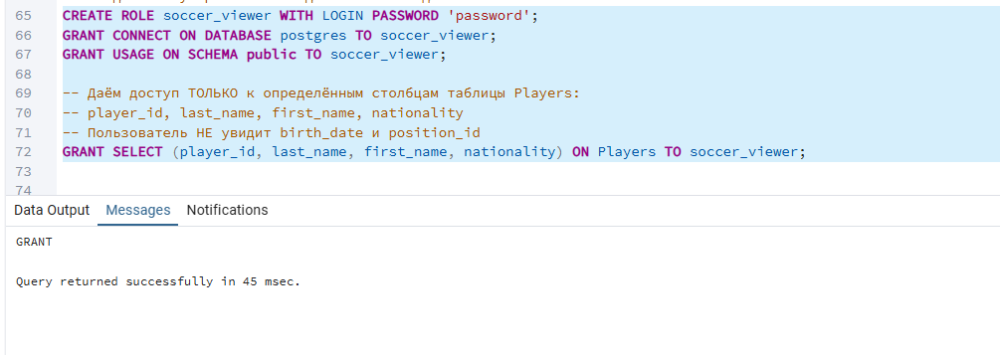 65 CREATE ROLE soccer_viewer WITH LOGIN PASSWORD 'password';
66 GRANT CONNECT ON DATABASE postgres TO soccer_viewer;
67 GRANT USAGE ON SCHEMA public TO soccer_viewer;
68
69 -- Даём доступ ТОЛЬКО к определённым столбцам таблицы Players:
70 -- player_id, last_name, first_name, nationality
71 -- Пользователь НЕ увидит birth_date и position_id
72 GRANT SELECT (player_id, last_name, first_name, nationality) ON Players TO soccer_viewer;
73
74
Data Output Messages Notifications
GRANT
Query returned successfully in 45 msec.